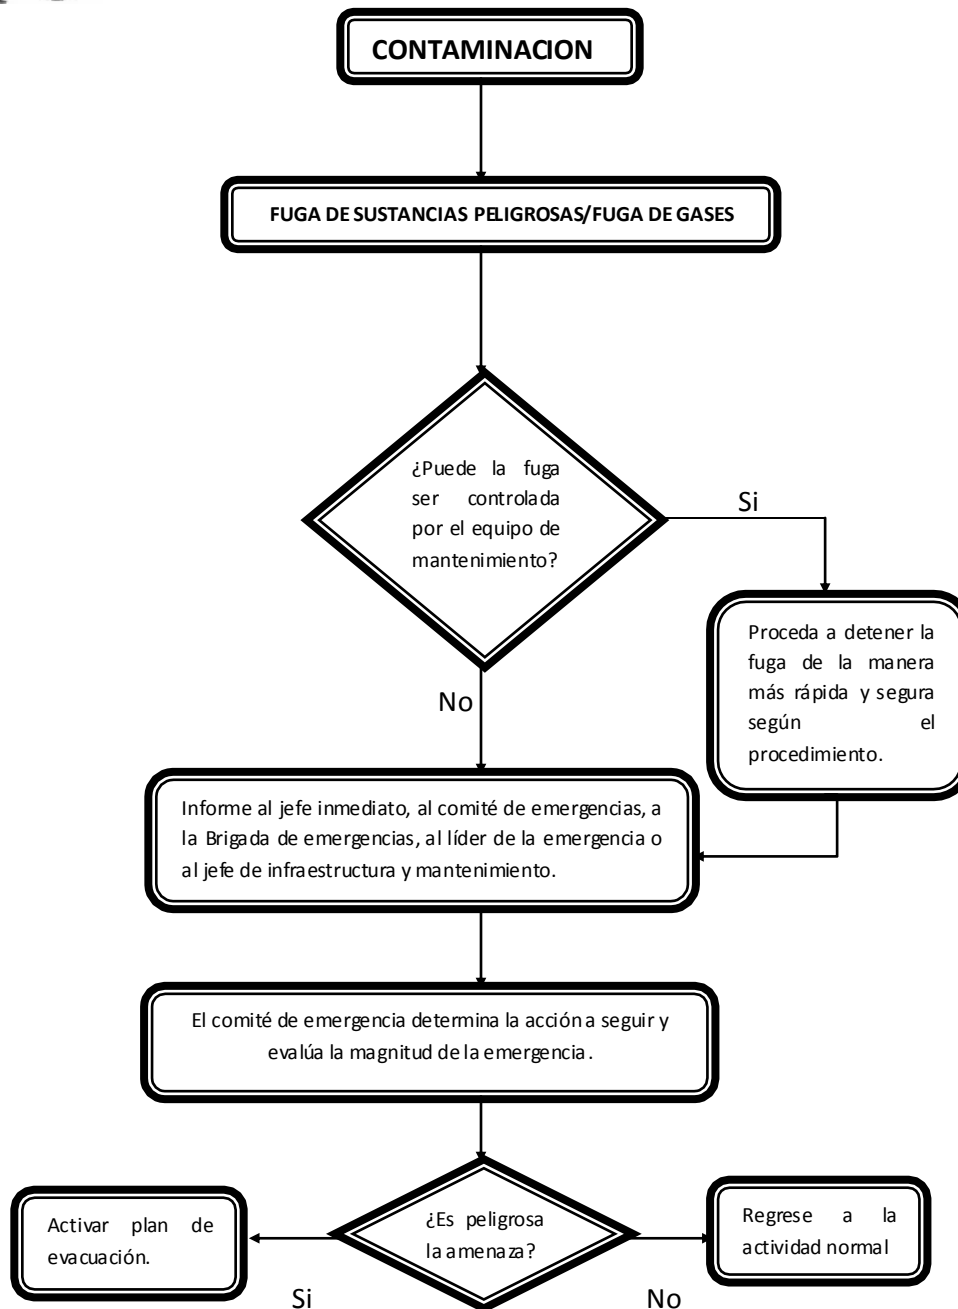 CONTAMINACION
FUGA DE SUSTANCIAS PELIGROSAS/FUGA DE GASES
¿Puede la fuga
ser controlada
por el equipo de
mantenimiento?
Si
Proceda a detener la
fuga de la manera
más rápida y segura
según el
procedimiento.
No
Informe al jefe inmediato, al comité de emergencias, a
la Brigada de emergencias, al líder de la emergencia o
al jefe de infraestructura y mantenimiento.
El comité de emergencia determina la acción a seguir y
evalúa la magnitud de la emergencia.
¿Es peligrosa
la amenaza?
Activar plan de
evacuación.
Regrese a la
actividad normal
Si
No